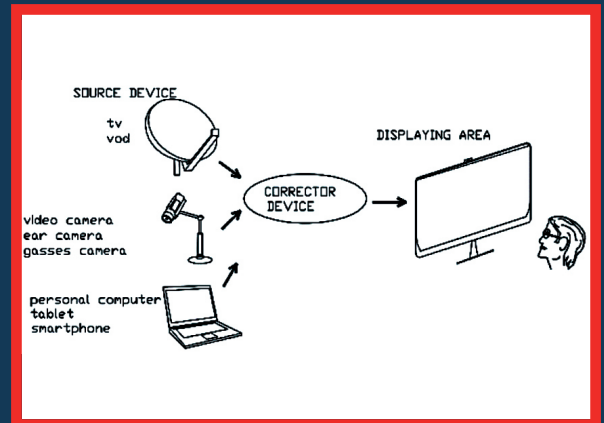 SOURCE DEVICE
tv
vod
DISPLAYING AREA
CORRECTOR
DEVICE
video camera
ear camera
gasses camera
personal computer
tablet
smartphone